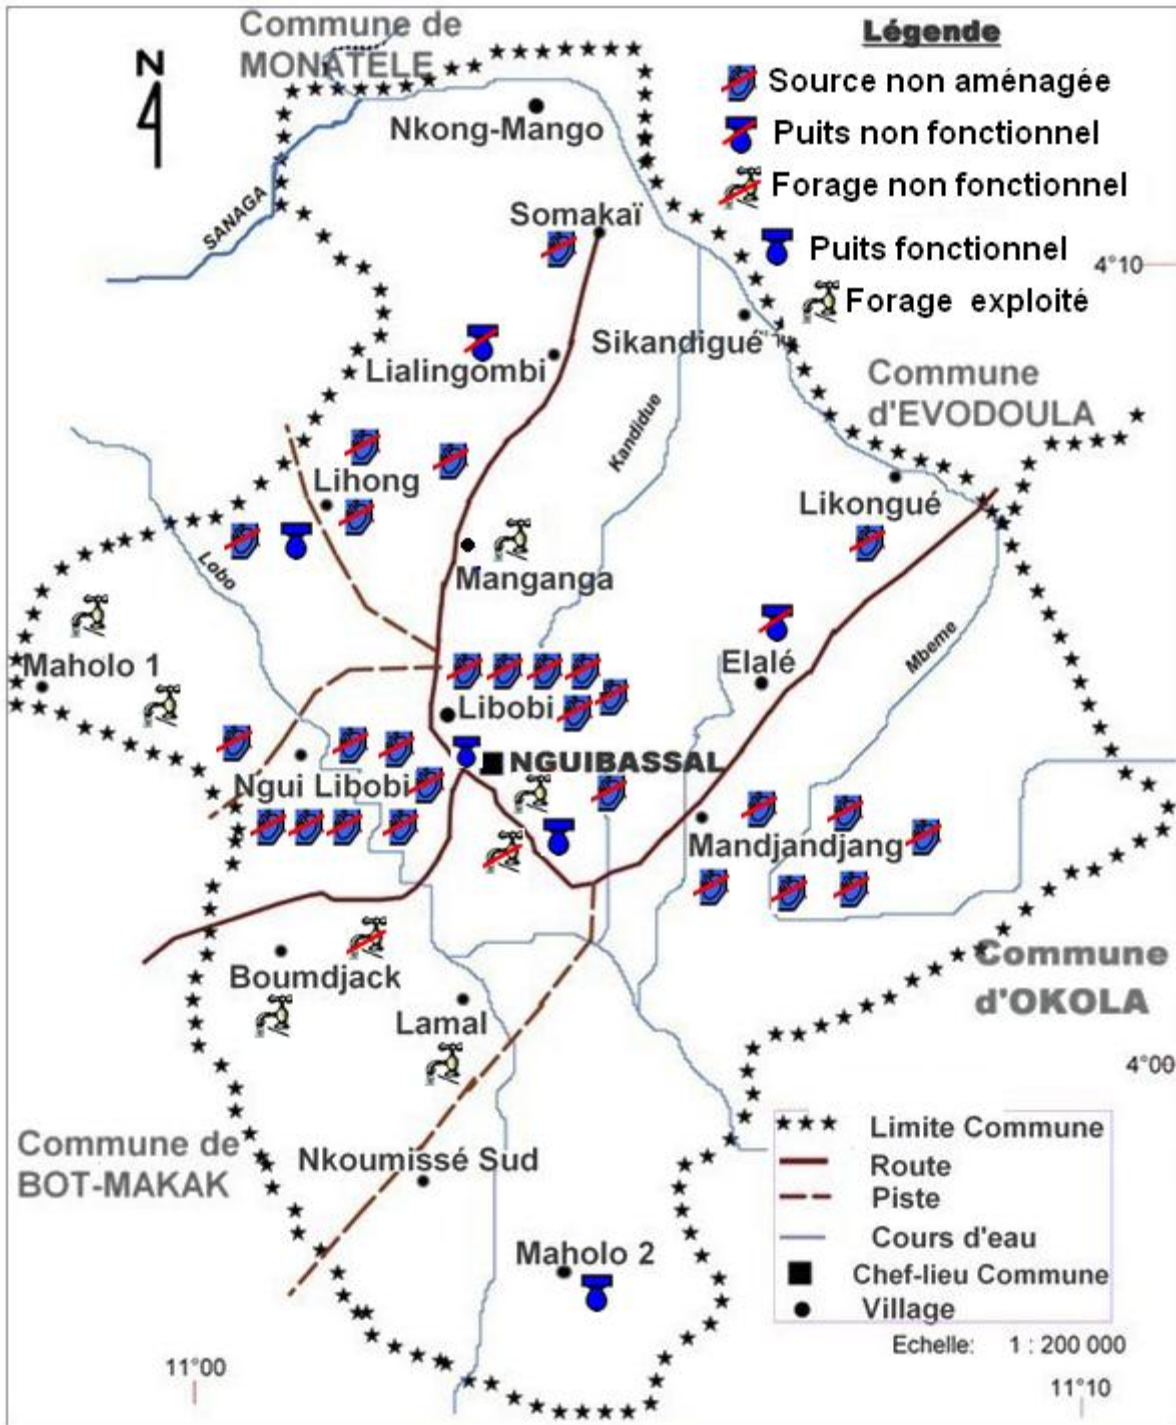 Commune de
MONATELE
N
Légende
Source non aménagée
Puits non fonctionnel
Forage non fonctionnel
Puits fonctionnel
Forage exploité
Nkong-Mango
SANAGA
Somakaï
4°10
Sikandigué
Lialingombi
Commune
d'EVODOULA
Kandidue
Lihong
Likongué
Lobo
Manganga
Maholo 1
Elalé
Mbeme
Libobi
NGUIBASSAL
Ngui Libobi
Mandjandjang
Boumdjack
Lamal
Commune
d'OKOLA
4°00
Commune de
BOT-MAKAK
Nkoumissé Sud
Maholo 2
Limite Commune
Route
Piste
Cours d'eau
Chef-lieu Commune
Village
Echelle: 1 : 200 000
11°00
11°10